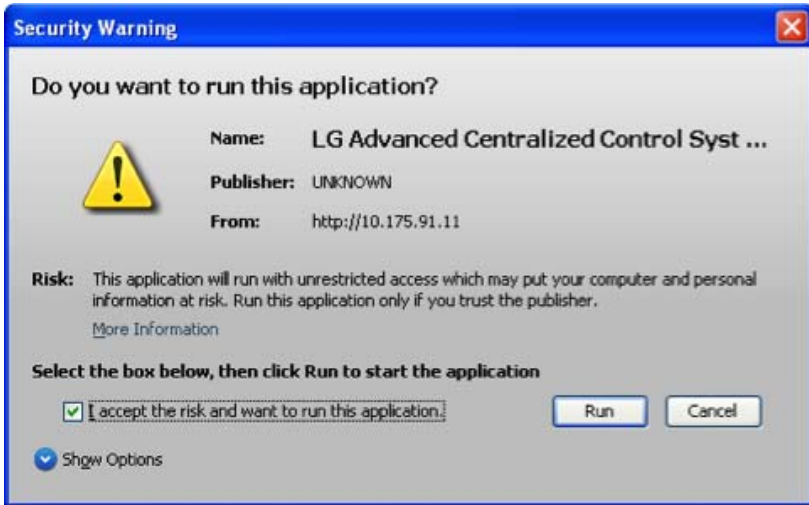 Security Warning
Do you want to run this application?
Name: LG Advanced Centralized Control Syst ...
Publisher: UNKNOWN
From: http://10.175.91.11
Risk: This application will run with unrestricted access which may put your computer and personal
information at risk. Run this application only if you trust the publisher.
More Information
Select the box below, then click Run to start the application
I accept the risk and want to run this application. Run Cancel
Show Options